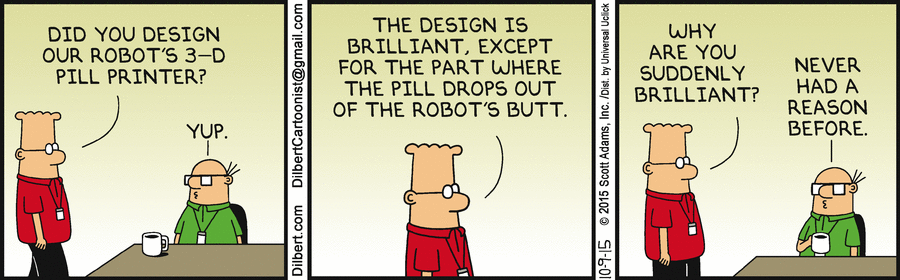 DID YOU DESIGN
OUR ROBOT'S 3–D
PILL PRINTER?
YUP.
Dilbert.com DilbertCartoonist@gmail.com
THE DESIGN IS
BRILLIANT, EXCEPT
FOR THE PART WHERE
THE PILL DROPS OUT
OF THE ROBOT'S BUTT.
10-9-15 © 2015 Scott Adams, Inc. /Dist. by Universal Uclick
WHY
ARE YOU
SUDDENLY
BRILLIANT?
NEVER
HAD A
REASON
BEFORE.